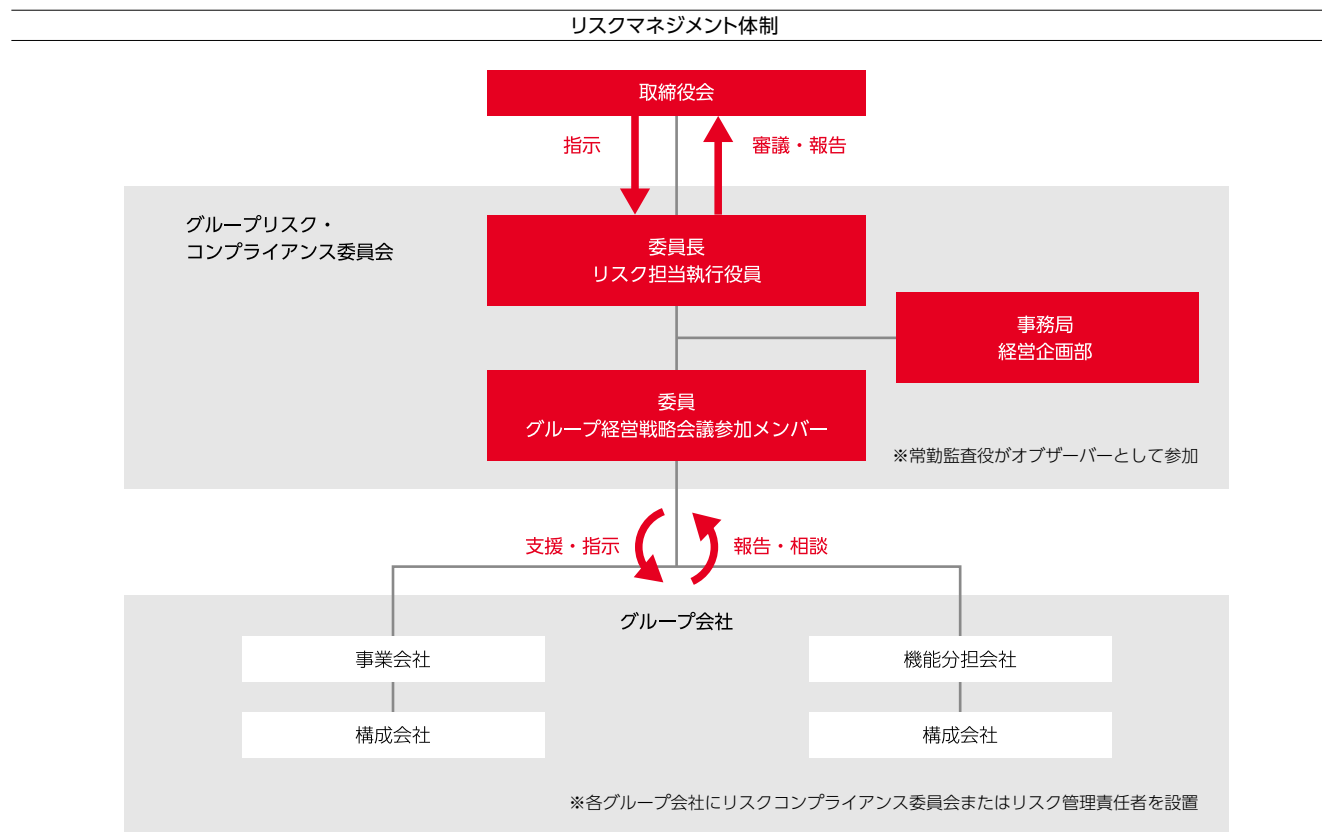 リスクマネジメント体制
取締役会
指示
審議・報告
グループリスク・
コンプライアンス委員会
委員長
リスク担当執行役員
事務局
経営企画部
委員
グループ経営戦略会議参加メンバー
※常勤監査役がオブザーバーとして参加
支援・指示
報告・相談
グループ会社
事業会社
機能分担会社
構成会社
構成会社
※各グループ会社にリスクコンプライアンス委員会またはリスク管理責任者を設置